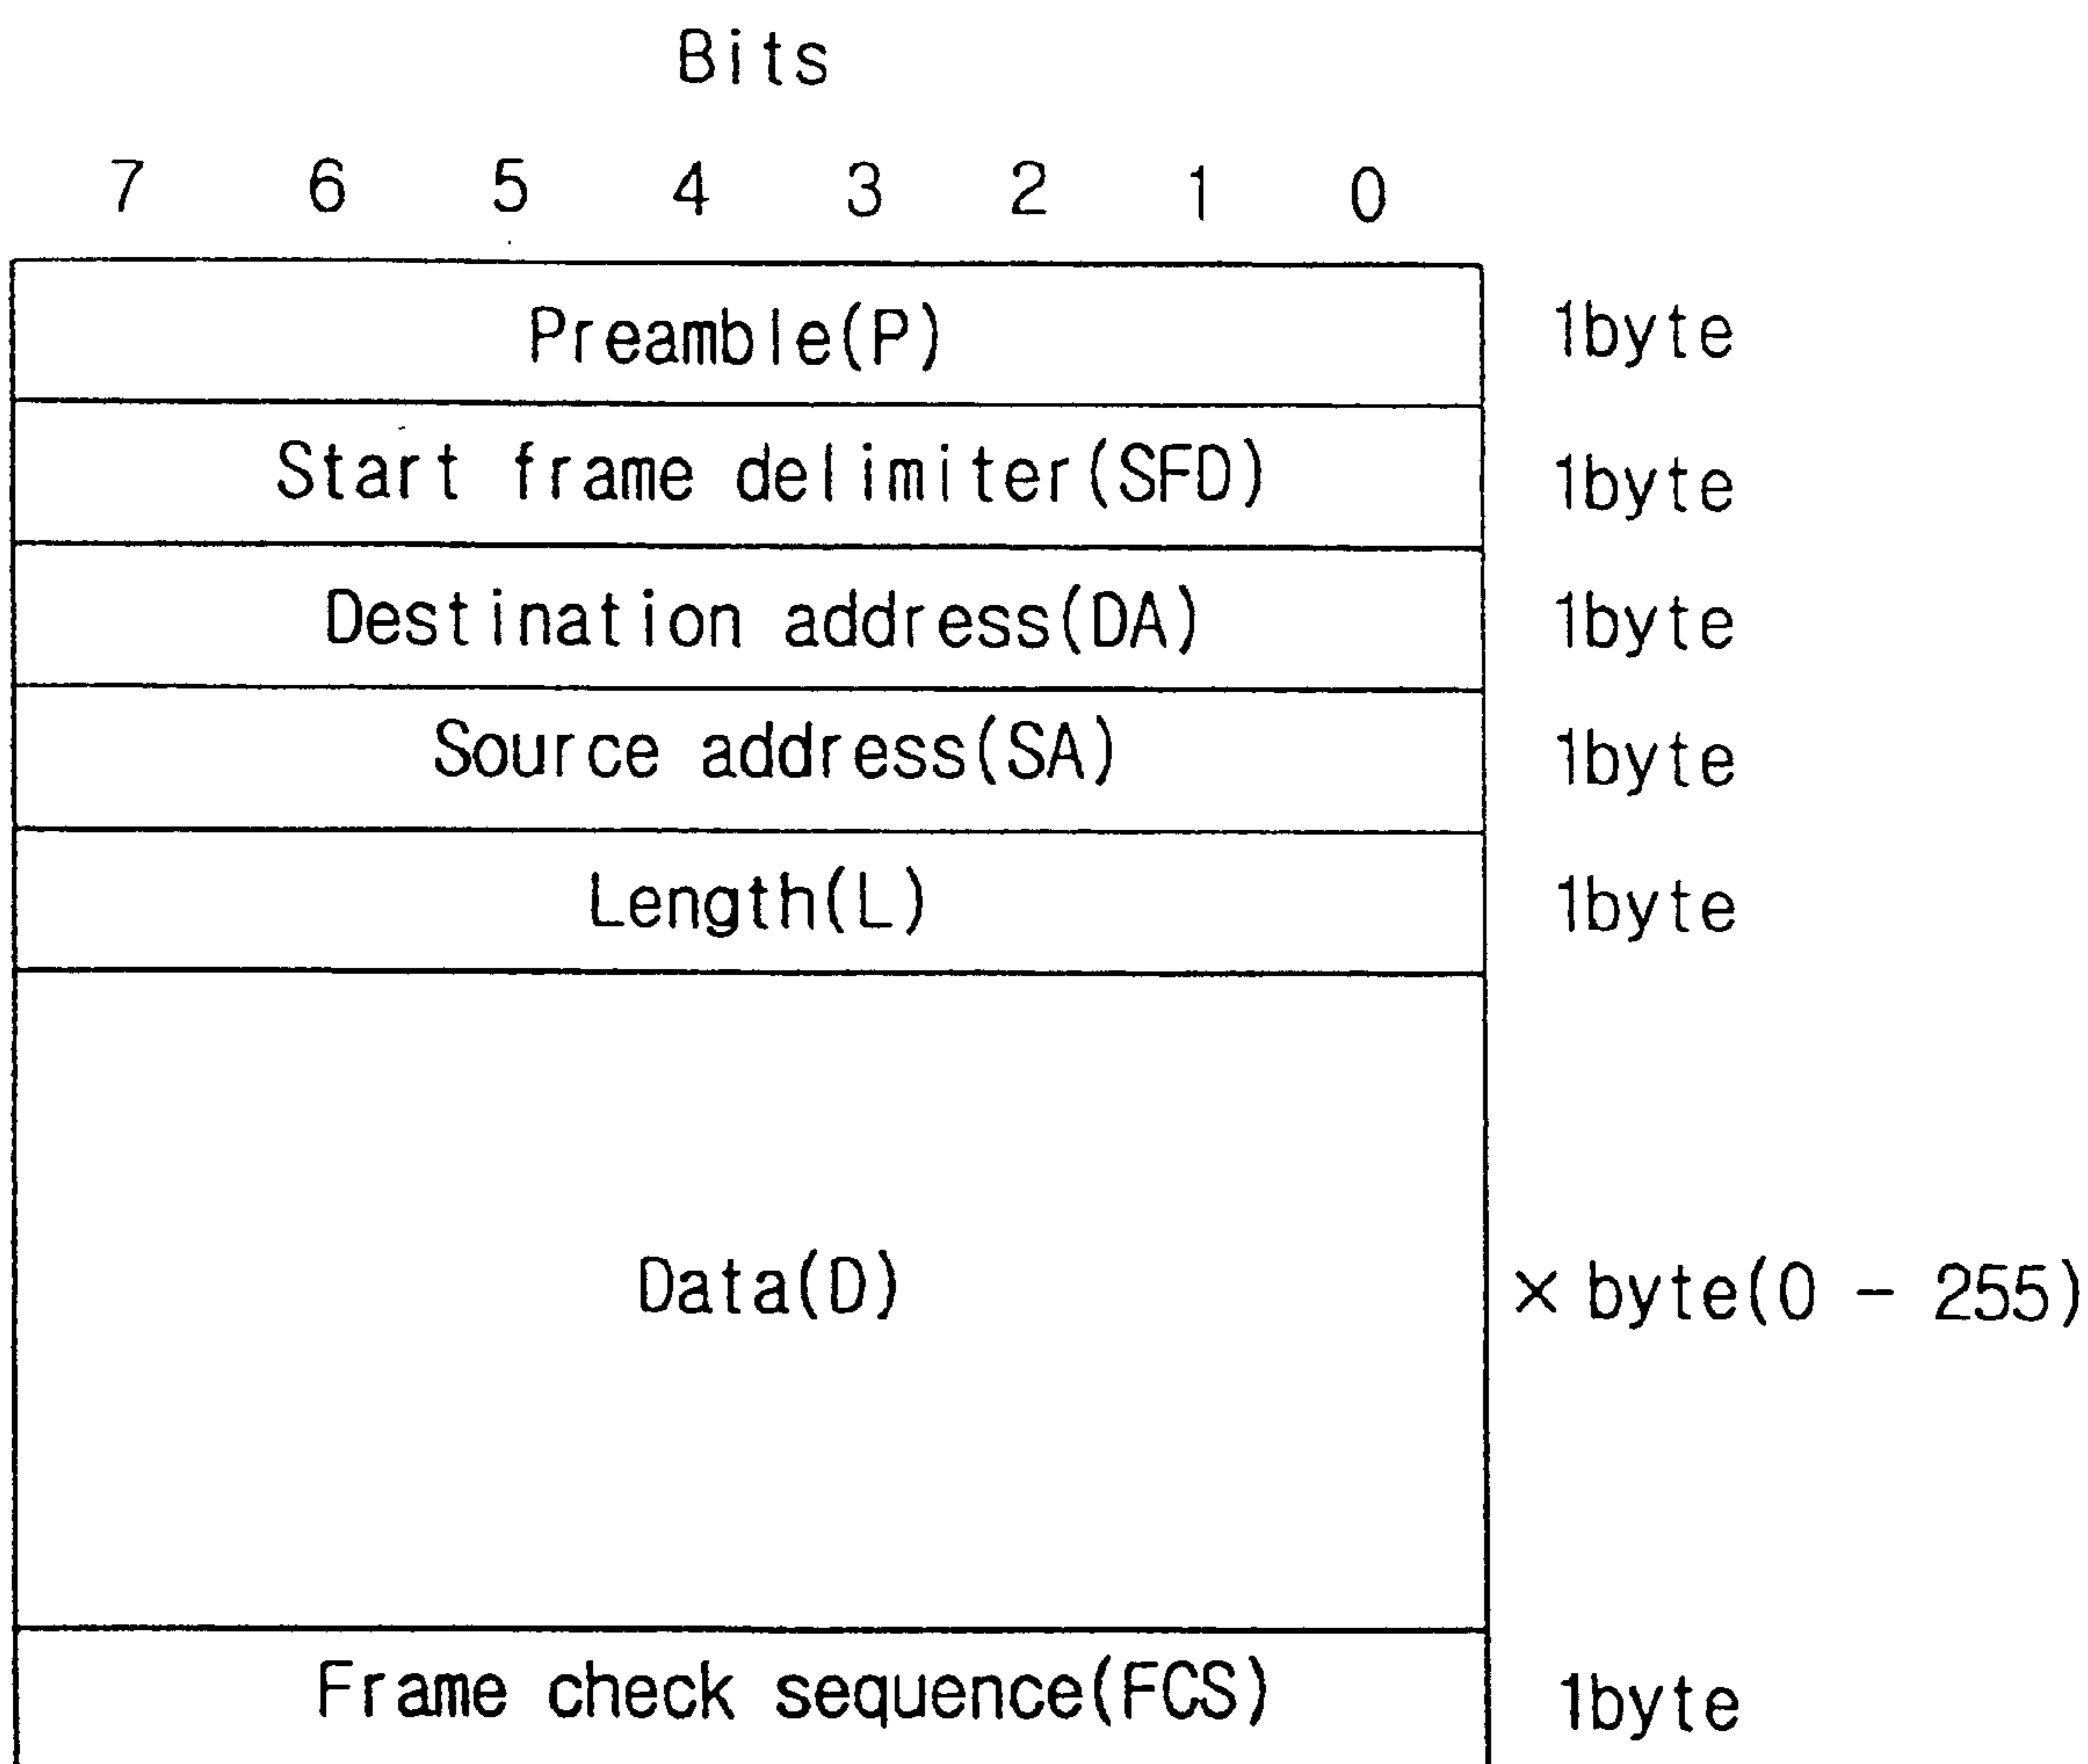 Bits
7 6 5 4 3 2 1 0
Preamble(P) 1byte
Start frame delimiter(SFD) 1byte
Destination address(DA) 1byte
Source address(SA) 1byte
Length(L) 1byte
Data(D) × byte(0 - 255)
Frame check sequence(FCS) 1byte